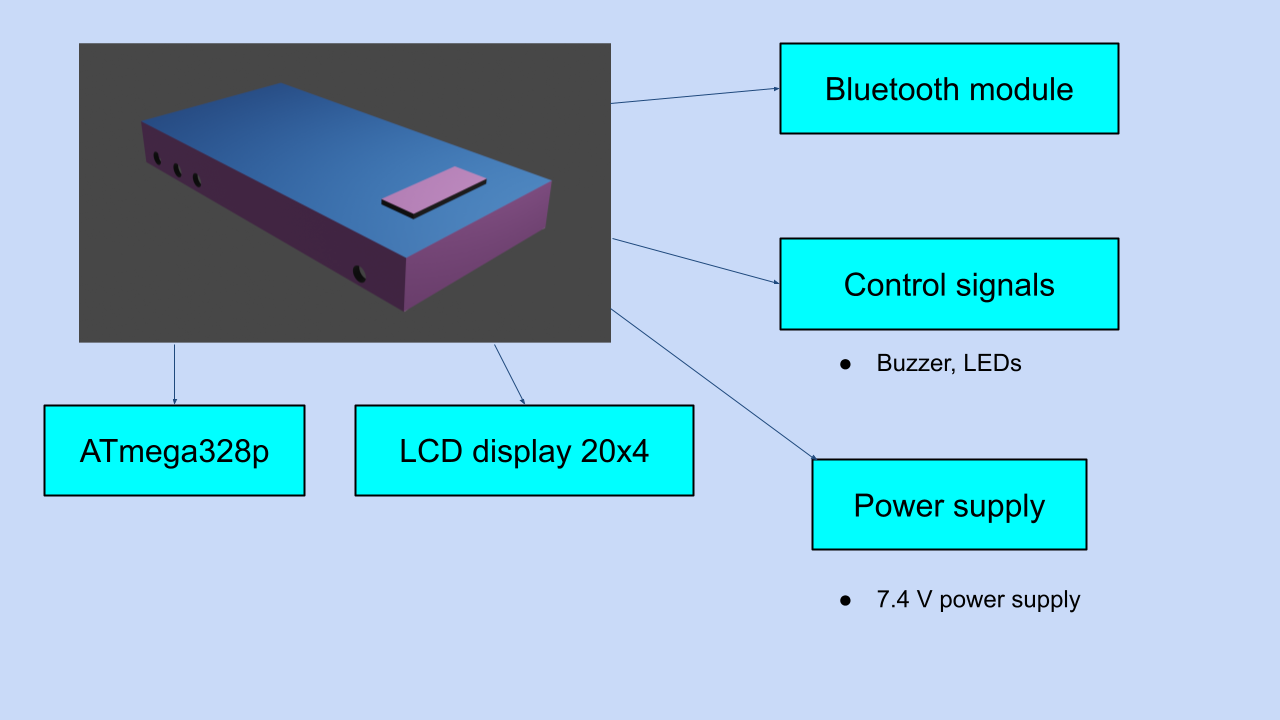 Bluetooth module
Control signals
● Buzzer, LEDs
ATmega328p
LCD display 20x4
Power supply
● 7.4 V power supply